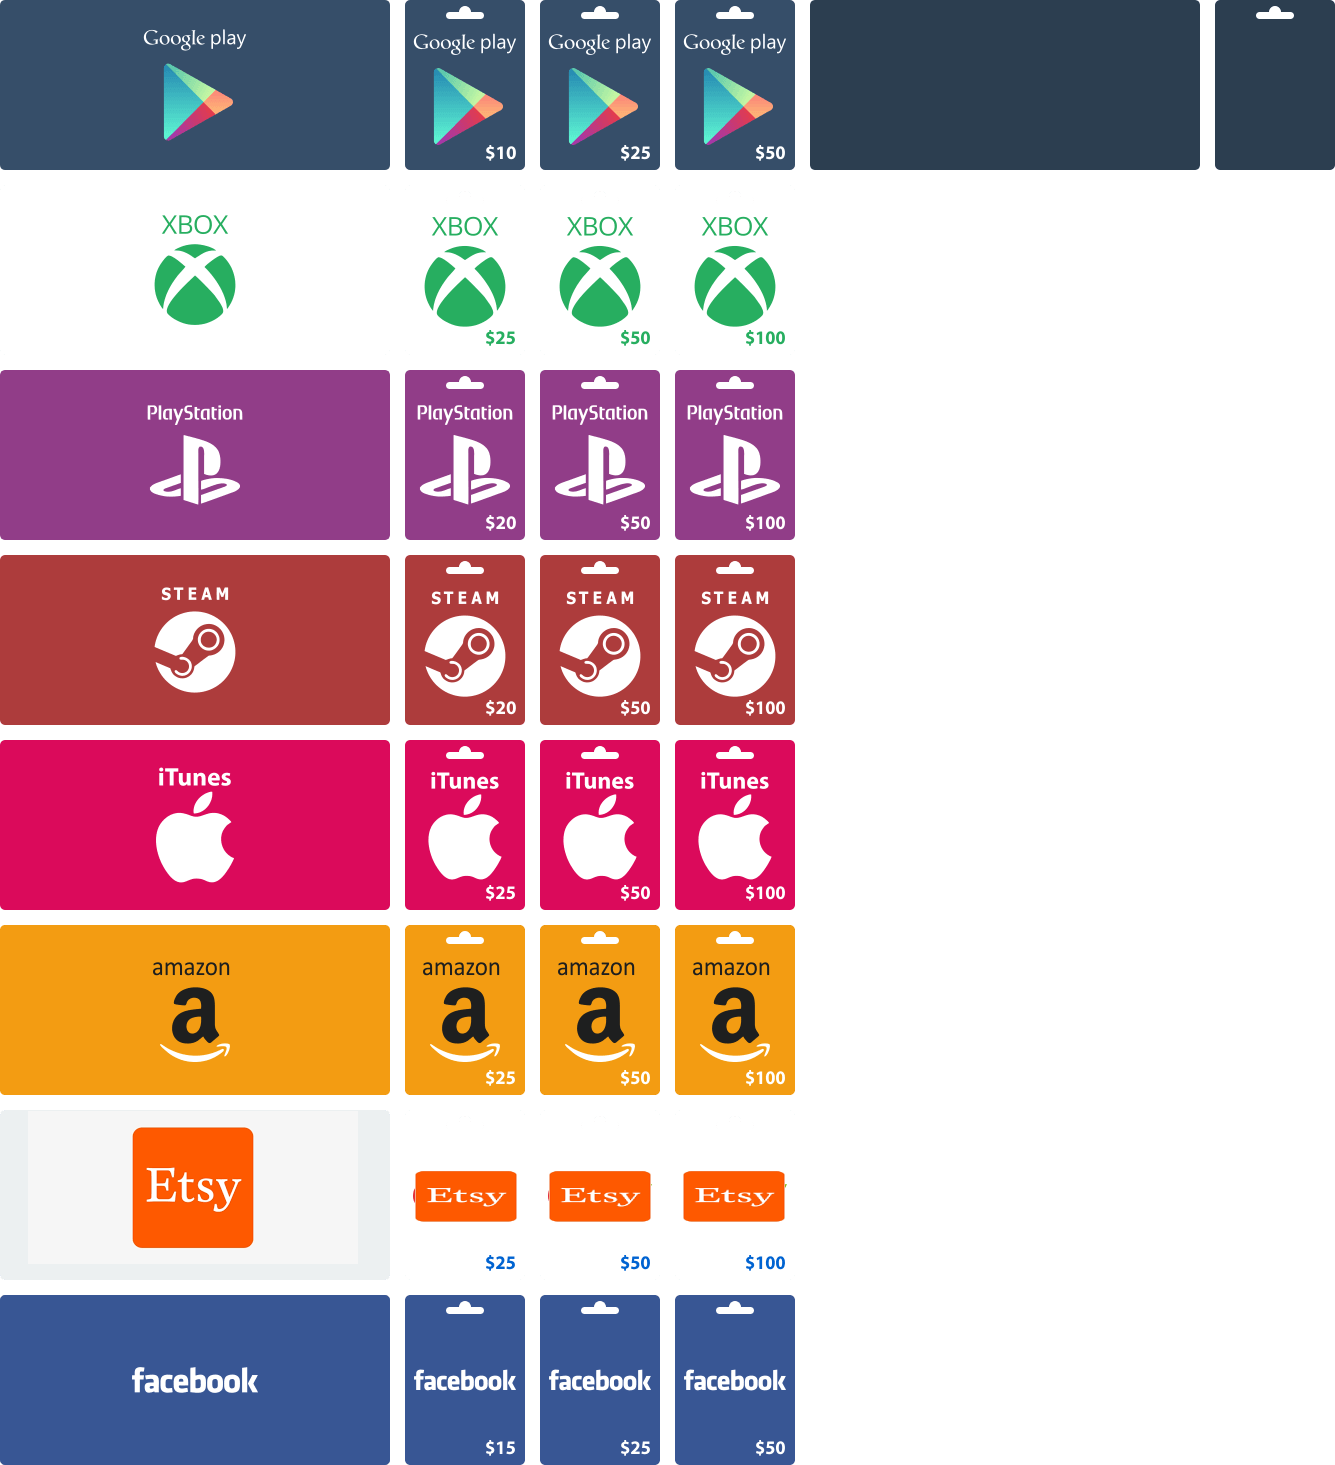 Google play
Google play
Google play
Google play
$10
$25
$50
XBOX
XBOX
XBOX
XBOX
$25
$50
$100
PlayStation
PlayStation
PlayStation
PlayStation
$20
$50
$100
STEAM
STEAM
STEAM
STEAM
$20
$50
$100
iTunes
iTunes
iTunes
iTunes
$25
$50
$100
amazon
amazon
amazon
amazon
a
a
a
a
$25
$50
$100
Etsy
Etsy
Etsy
Etsy
$25
$50
$100
facebook
facebook
facebook
facebook
$15
$25
$50